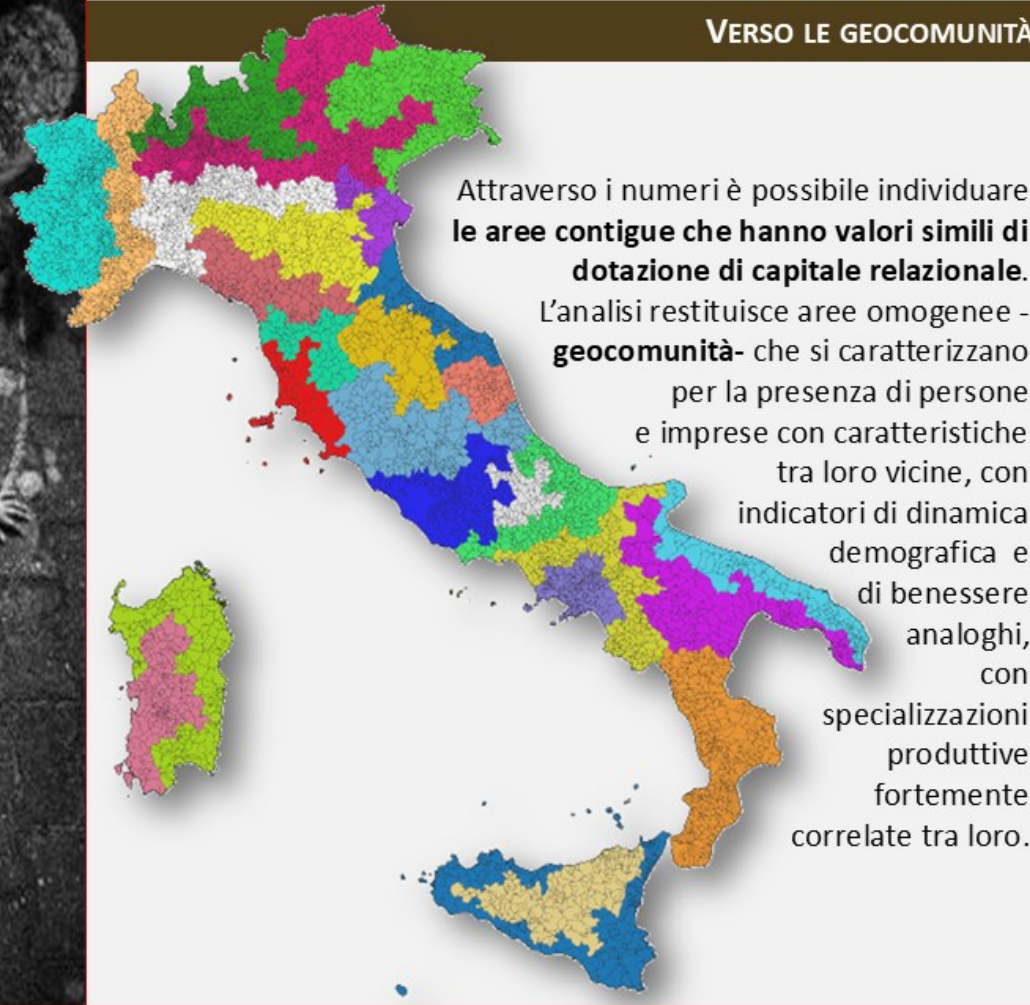 VERSO LE GEOCOMUNITÀ
Attraverso i numeri è possibile individuare
le aree contigue che hanno valori simili di
dotazione di capitale relazionale.
L'analisi restituisce aree omogenee -
geocomunità- che si caratterizzano
per la presenza di persone
e imprese con caratteristiche
tra loro vicine, con
indicatori di dinamica
demografica e
di benessere
analoghi,
con
specializzazioni
produttive
fortemente
correlate tra loro.